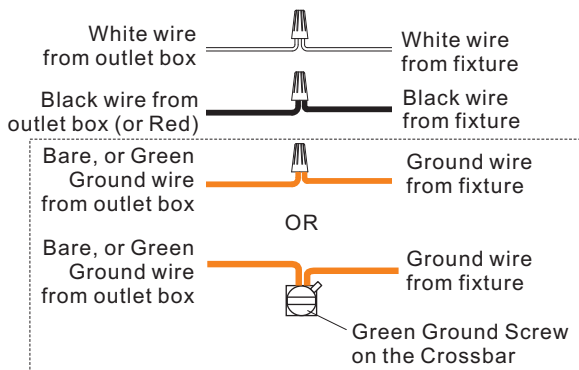 White wire
from outlet box
White wire
from fixture
Black wire from
outlet box (or Red)
Black wire
from fixture
Bare, or Green
Ground wire
from outlet box
Ground wire
from fixture
OR
Bare, or Green
Ground wire
from outlet box
Ground wire
from fixture
Green Ground Screw
on the Crossbar